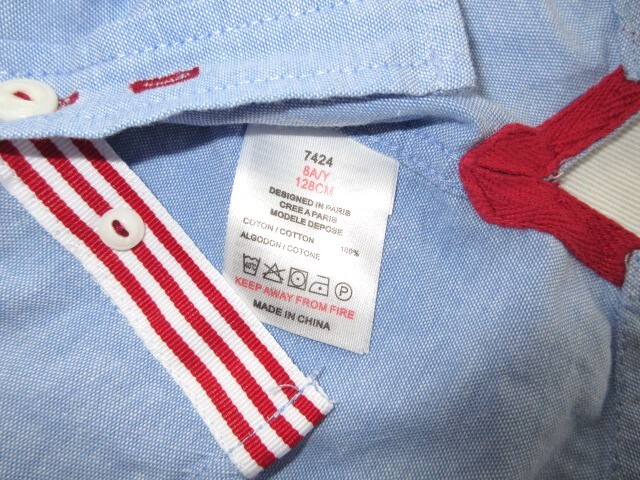 7424
8A/Y
128CM
DESIGNED IN PARIS
CREE A PARIS
MODELE DEPOSE
COTON / COTTON 100%
ALGODON / COTONE
40℃ P
KEEP AWAY FROM FIRE
MADE IN CHINA